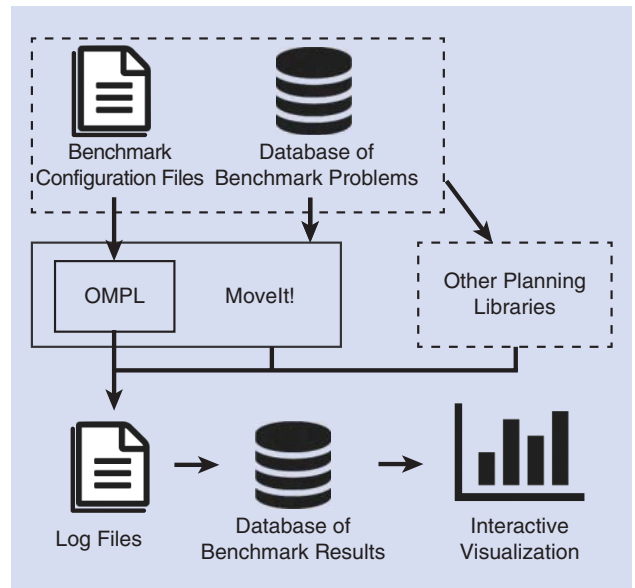 Benchmark
Configuration Files
Database of
Benchmark Problems
OMPL
MoveIt!
Other Planning
Libraries
Log Files
Database of
Benchmark Results
Interactive
Visualization